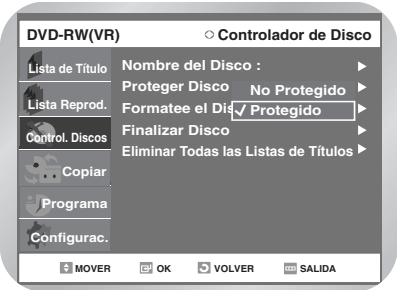 DVD-RW(VR) Controlador de Disco
Lista de Título
Lista Reprod.
Control. Discos
Copiar
Programa
Configurac.
Nombre del Disco :
Proteger Disco
No Protegido
Formatee el Dis
✓ Protegido
Finalizar Disco
Eliminar Todas las Listas de Títulos
MOVER OK VOLVER SALIDA